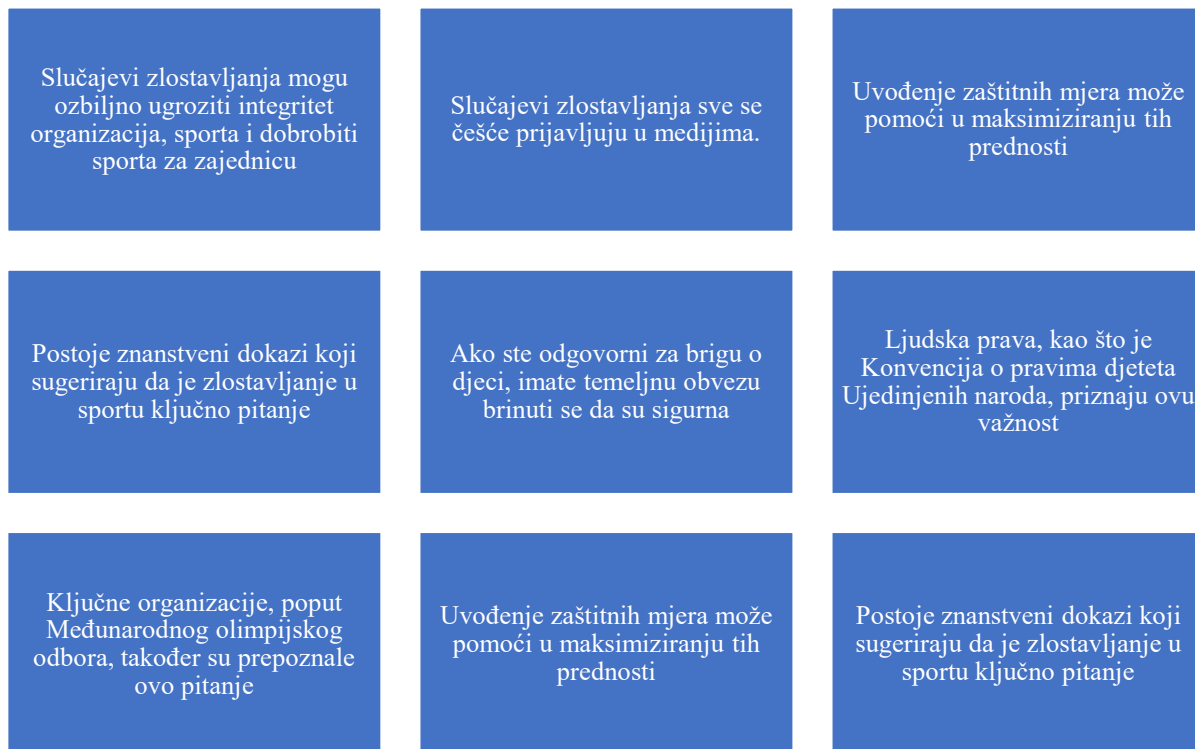 Slučajevi zlostavljanja mogu
ozbiljno ugroziti integritet
organizacija, sporta i dobrobiti
sporta za zajednicu
Slučajevi zlostavljanja sve se
češće prijavljuju u medijima.
Uvođenje zaštitnih mjera može
pomoći u maksimiziranju tih
prednosti
Postoje znanstveni dokazi koji
sugeriraju da je zlostavljanje u
sportu ključno pitanje
Ako ste odgovorni za brigu o
djeci, imate temeljnu obvezu
brinuti se da su sigurna
Ljudska prava, kao što je
Konvencija o pravima djeteta
Ujedinjenih naroda, priznaju ovu
važnost
Ključne organizacije, poput
Međunarodnog olimpijskog
odbora, također su prepoznale
ovo pitanje
Uvođenje zaštitnih mjera može
pomoći u maksimiziranju tih
prednosti
Postoje znanstveni dokazi koji
sugeriraju da je zlostavljanje u
sportu ključno pitanje